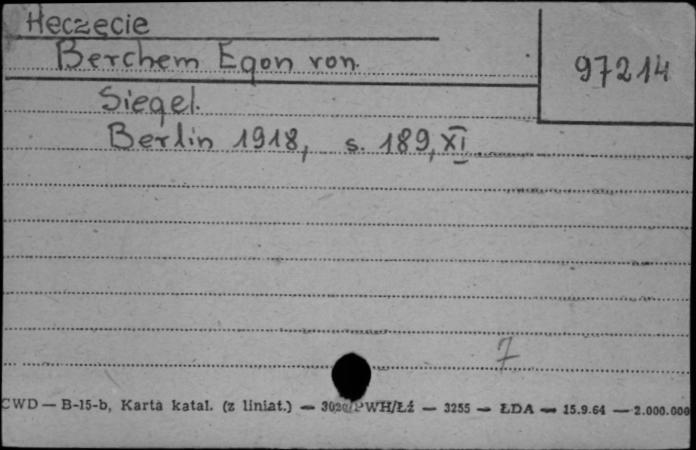 Heczęcie
Berchem Egon von.
97214
Siegel.
Berlin 1918, s. 189, XI
7
CWD — B-15-b, Karta katal. (z liniat.) — PWH/Łź — 3255 — ŁDA — 15.9.64 — 2.000.000